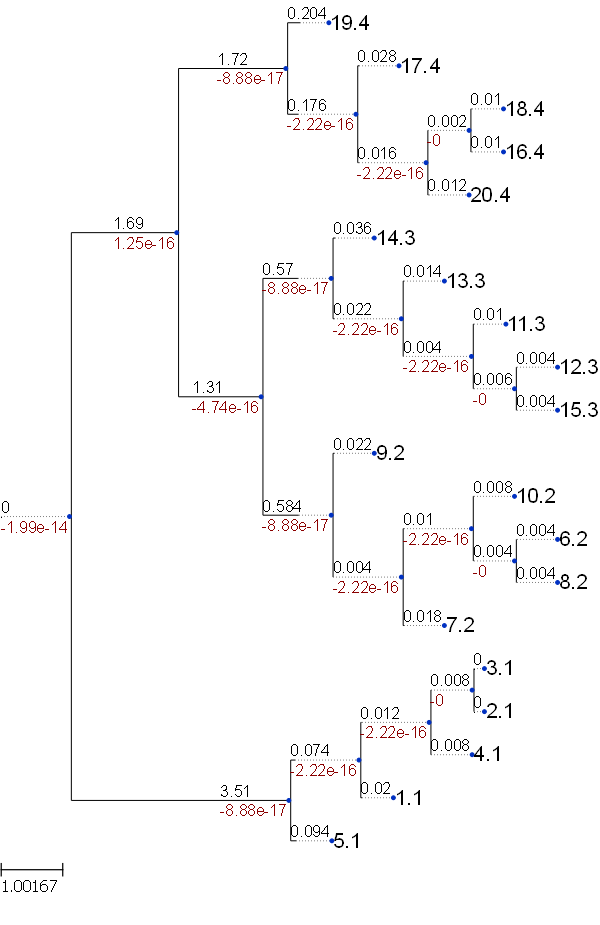 0.204 19.4
1.72
-8.88e-17
0.028 17.4
0.176
-2.22e-16
0.01 18.4
0.002
-0
0.01 16.4
0.016
-2.22e-16
0.012 20.4
1.69
1.25e-16
0.036 14.3
0.57
-8.88e-17
0.014 13.3
0.022
-2.22e-16
0.01 11.3
0.004
-2.22e-16
0.004 12.3
0.006
-0
0.004 15.3
1.31
-4.74e-16
0.022 9.2
0.584
-8.88e-17
0.008 10.2
0.01
-2.22e-16
0.004 6.2
0.004
-0
0.004 8.2
0.004
-2.22e-16
0.018 7.2
0
-1.99e-14
0 3.1
0.008
-0
0 2.1
0.012
-2.22e-16
0.008 4.1
0.074
-2.22e-16
0.02 1.1
3.51
-8.88e-17
0.094 5.1
1.00167